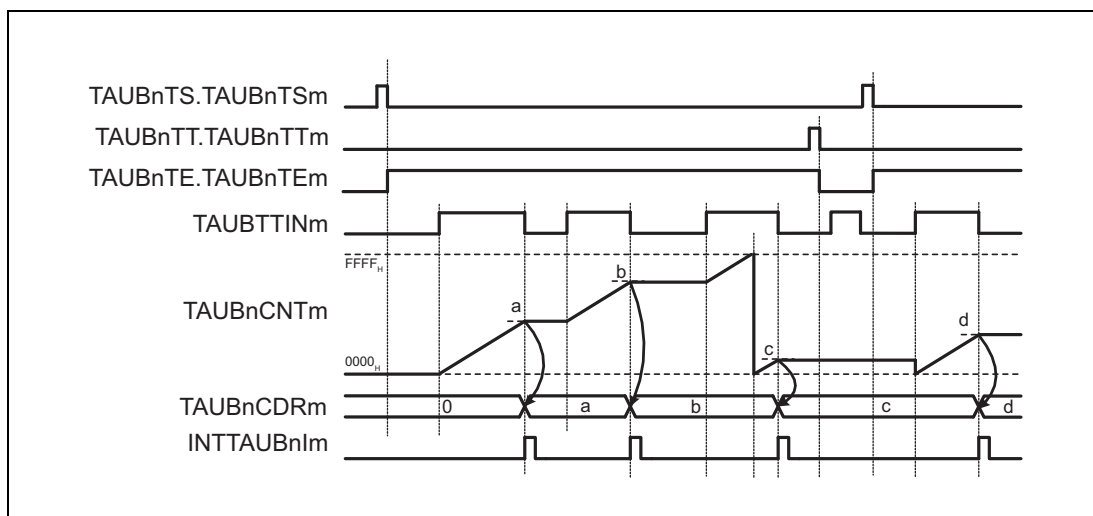 TAUBnTS.TAUBnTSm
TAUBnTT.TAUBnTTm
TAUBnTE.TAUBnTEm
TAUBTTINm
FFFFH
TAUBnCNTm
a
b
c
d
0000H
TAUBnCDRm
0
a
b
c
d
INTTAUBnIm